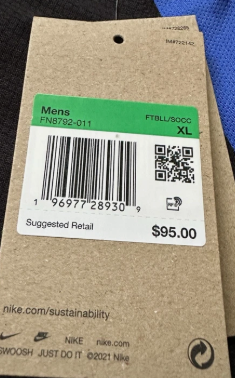 Mens
FN8792-011
FTBLL/SOCC
XL
1 96977 28930 9
Suggested Retail
$95.00
nike.com/sustainability
NIKE nike.com
SWOOSH JUST DO IT ©2021 Nike